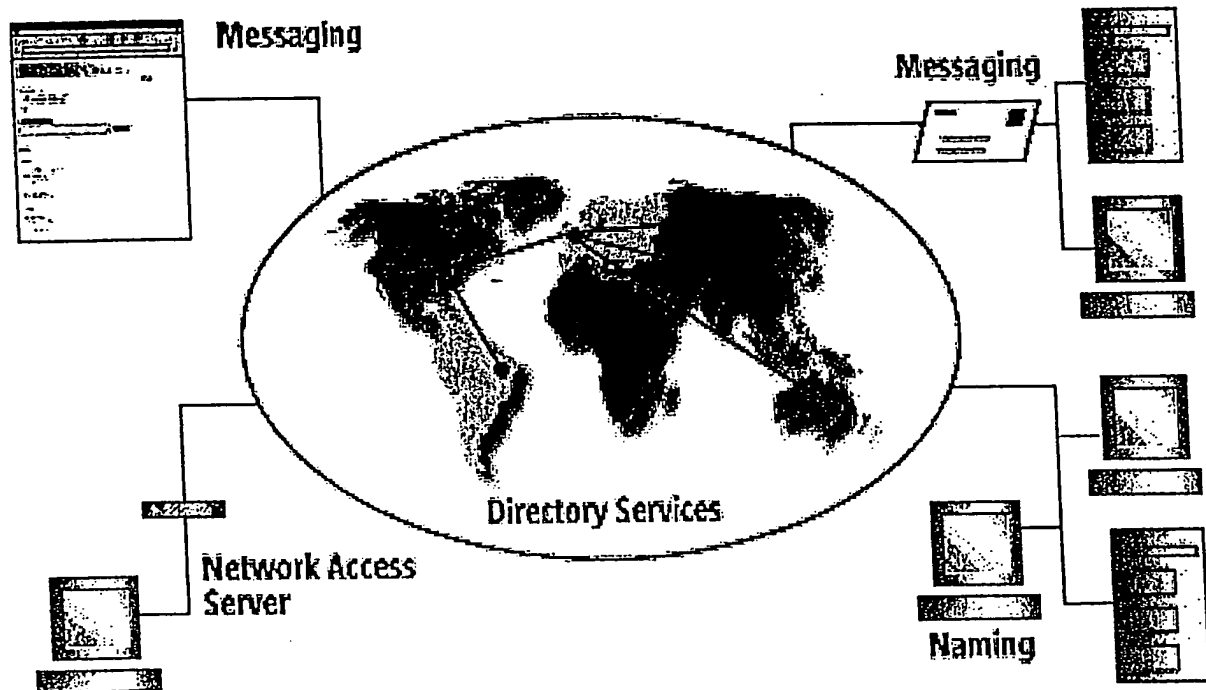 Messaging
Messaging
Directory Services
Network Access
Server
Naming